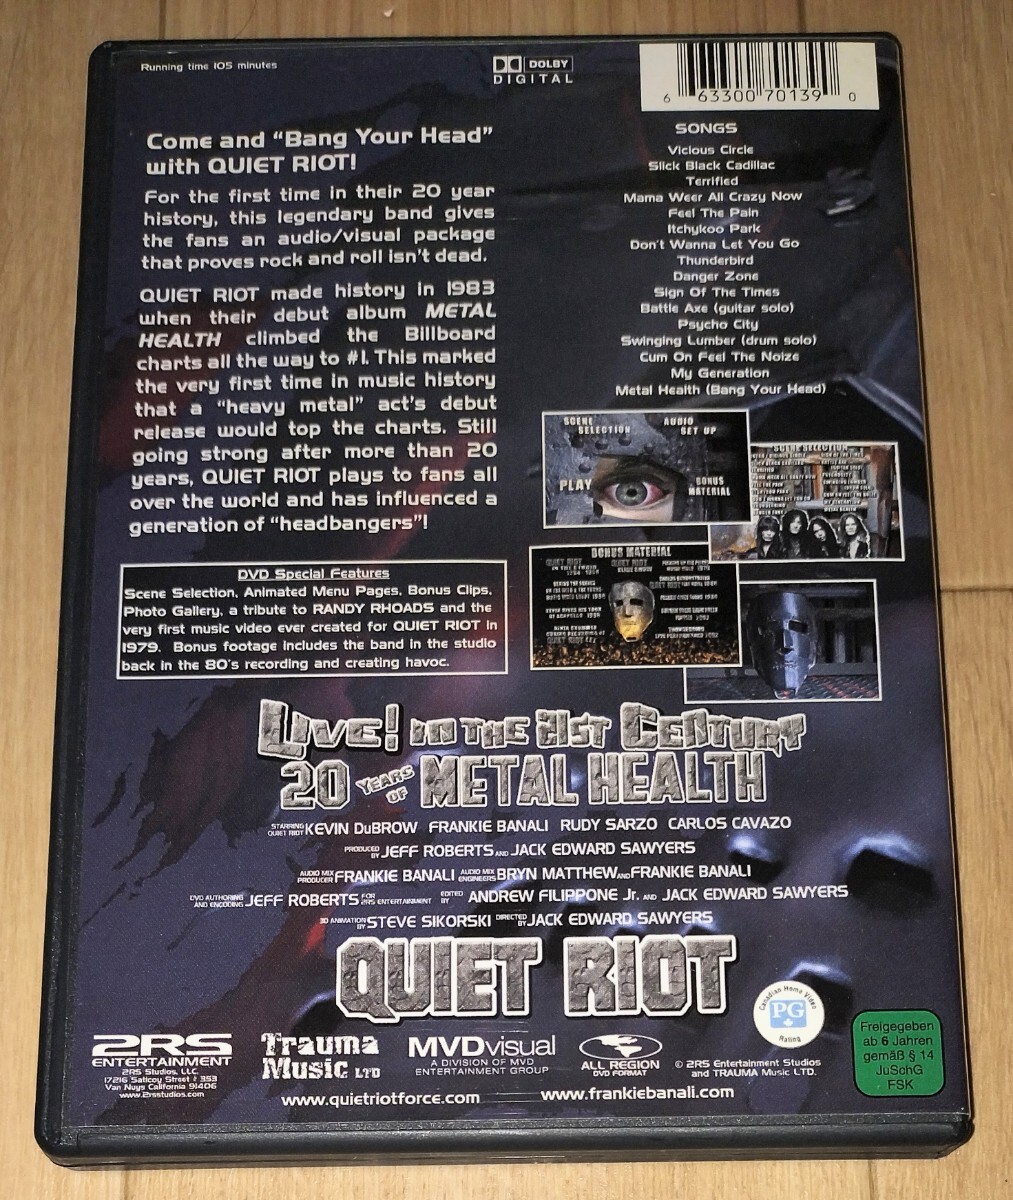 Running time 105 minutes
DOLBY
DIGITAL
6 63300 70139 0
Come and "Bang Your Head"
with QUIET RIOT!
For the first time in their 20 year
history, this legendary band gives
the fans an audio/visual package
that proves rock and roll isn't dead.
QUIET RIOT made history in 1983
when their debut album METAL
HEALTH climbed the Billboard
charts all the way to #1. This marked
the very first time in music history
that a "heavy metal" act's debut
release would top the charts. Still
going strong after more than 20
years, QUIET RIOT plays to fans all
over the world and has influenced a
generation of "headbangers"!
SONGS
Vicious Circle
Slick Black Cadillac
Terrified
Mama Weer All Crazy Now
Feel The Pain
Itchykoo Park
Don't Wanna Let You Go
Thunderbird
Danger Zone
Sign Of The Times
Battle Axe (guitar solo)
Psycho City
Swinging Lumber (drum solo)
Cum On Feel The Noize
My Generation
Metal Health (Bang Your Head)
SCENE SELECTION
AUDIO SET UP
PLAY
BONUS MATERIAL
SCENE SELECTION
BONUS MATERIAL
DVD Special Features
Scene Selection, Animated Menu Pages, Bonus Clips,
Photo Gallery, a tribute to RANDY RHOADS and the
very first music video ever created for QUIET RIOT in
1979. Bonus footage includes the band in the studio
back in the 80's recording and creating havoc.
LIVE! IN THE 21ST CENTURY
20 YEARS OF METAL HEALTH
STARRING QUIET RIOT KEVIN DuBROW FRANKIE BANALI RUDY SARZO CARLOS CAVAZO
PRODUCED BY JEFF ROBERTS AND JACK EDWARD SAWYERS
AUDIO MIX PRODUCER FRANKIE BANALI AUDIO MIX ENGINEERS BRYN MATTHEW AND FRANKIE BANALI
DVD AUTHORING AND ENCODING JEFF ROBERTS FOR 2RS ENTERTAINMENT EDITED BY ANDREW FILIPPONE Jr. AND JACK EDWARD SAWYERS
3D ANIMATION BY STEVE SIKORSKI DIRECTED BY JACK EDWARD SAWYERS
QUIET RIOT
Canadian Home Video
PG
Rating
Freigegeben
ab 6 Jahren
gemäß § 14
JuSchG
FSK
2RS
ENTERTAINMENT
2RS Studios, LLC
17216 Saticoy Street # 353
Van Nuys California 91406
www.2rsstudios.com
Trauma
Music LTD
MVDvisual
A DIVISION OF MVD
ENTERTAINMENT GROUP
ALL REGION
DVD FORMAT
© 2RS Entertainment Studios
and TRAUMA Music LTD.
www.quietriotforce.com
www.frankiebanali.com